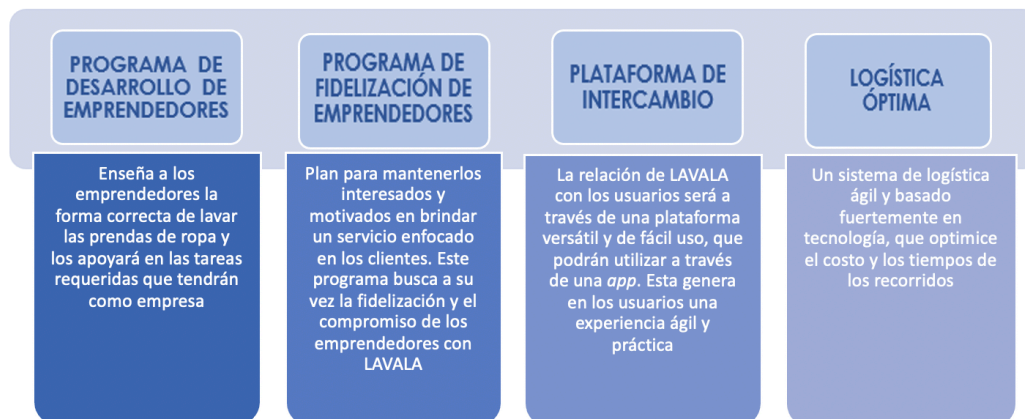 PROGRAMA DE
DESARROLLO DE
EMPRENDEDORES
Enseña a los
emprendedores la
forma correcta de lavar
las prendas de ropa y
los apoyará en las tareas
requeridas que tendrán
como empresa
PROGRAMA DE
FIDELIZACIÓN DE
EMPRENDEDORES
Plan para mantenerlos
interesados y
motivados en brindar
un servicio enfocado
en los clientes. Este
programa busca a su
vez la fidelización y el
compromiso de los
emprendedores con
LAVALA
PLATAFORMA DE
INTERCAMBIO
La relación de LAVALA
con los usuarios será a
través de una plataforma
versátil y de fácil uso, que
podrán utilizar a través
de una app. Esta genera
en los usuarios una
experiencia ágil y
práctica
LOGÍSTICA
ÓPTIMA
Un sistema de logística
ágil y basado
fuertemente en
tecnología, que optimice
el costo y los tiempos de
los recorridos